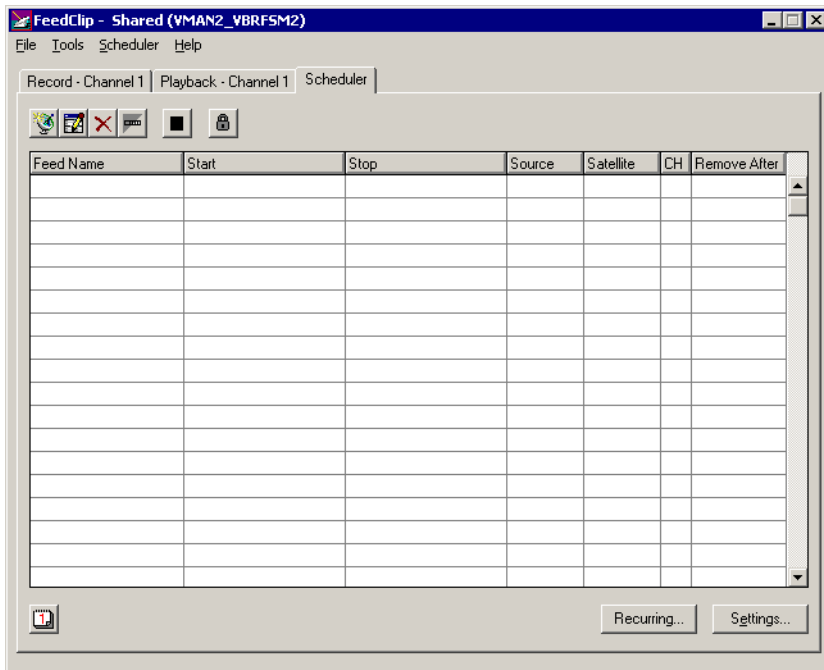 FeedClip - Shared (VMAN2_VBRFSM2)
File Tools Scheduler Help
Record - Channel 1 Playback - Channel 1 Scheduler
Feed Name Start Stop Source Satellite CH Remove After
1
Recurring... Settings...